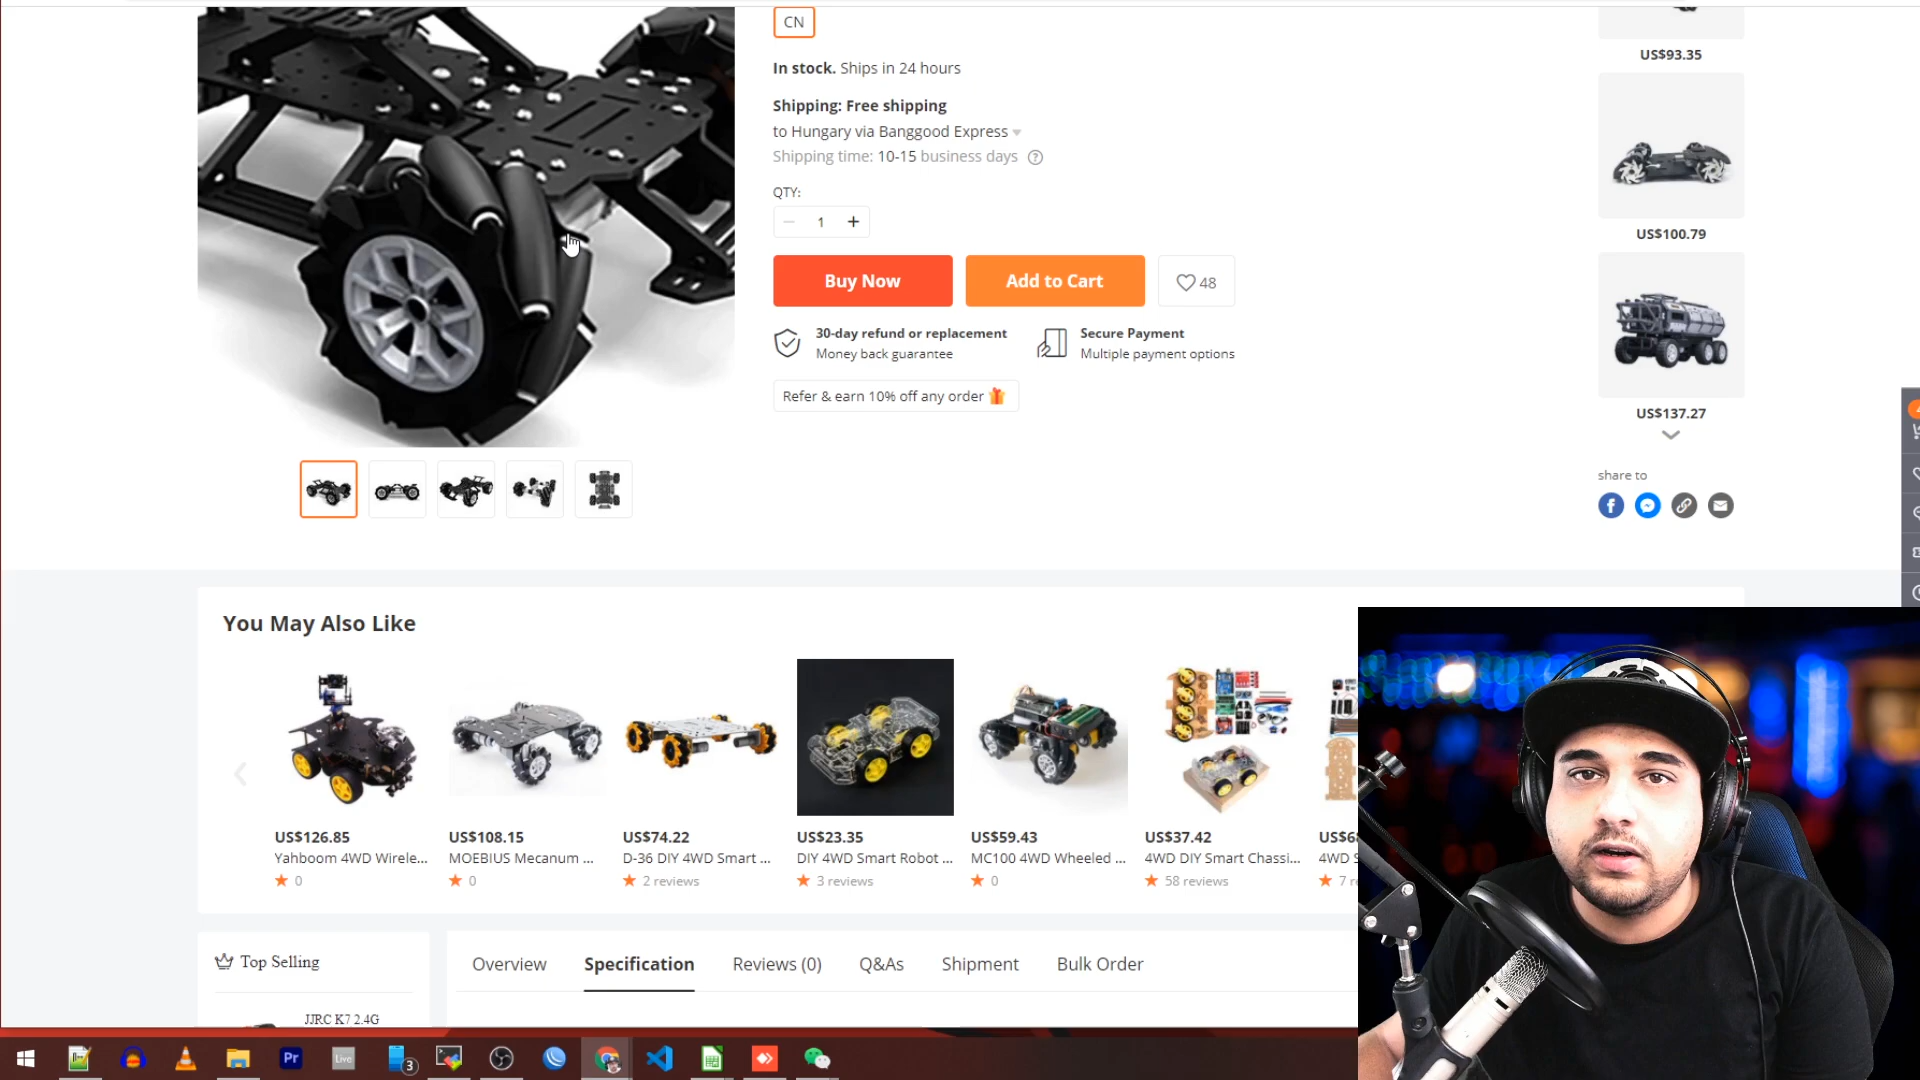 CN
In stock. Ships in 24 hours
Shipping: Free shipping
to Hungary via Banggood Express
Shipping time: 10-15 business days ?
QTY:
1 +
Buy Now
Add to Cart
48
30-day refund or replacement
Money back guarantee
Secure Payment
Multiple payment options
Refer & earn 10% off any order
US$93.35
US$100.79
US$137.27
share to
You May Also Like
US$126.85
Yahboom 4WD Wirele...
0
US$108.15
MOEBIUS Mecanum ...
0
US$74.22
D-36 DIY 4WD Smart ...
2 reviews
US$23.35
DIY 4WD Smart Robot ...
3 reviews
US$59.43
MC100 4WD Wheeled ...
0
US$37.42
4WD DIY Smart Chassi...
58 reviews
4WD S
Top Selling
JJRC K7 2.4G
Overview
Specification
Reviews (0)
Q&As
Shipment
Bulk Order
Pr
Live
3